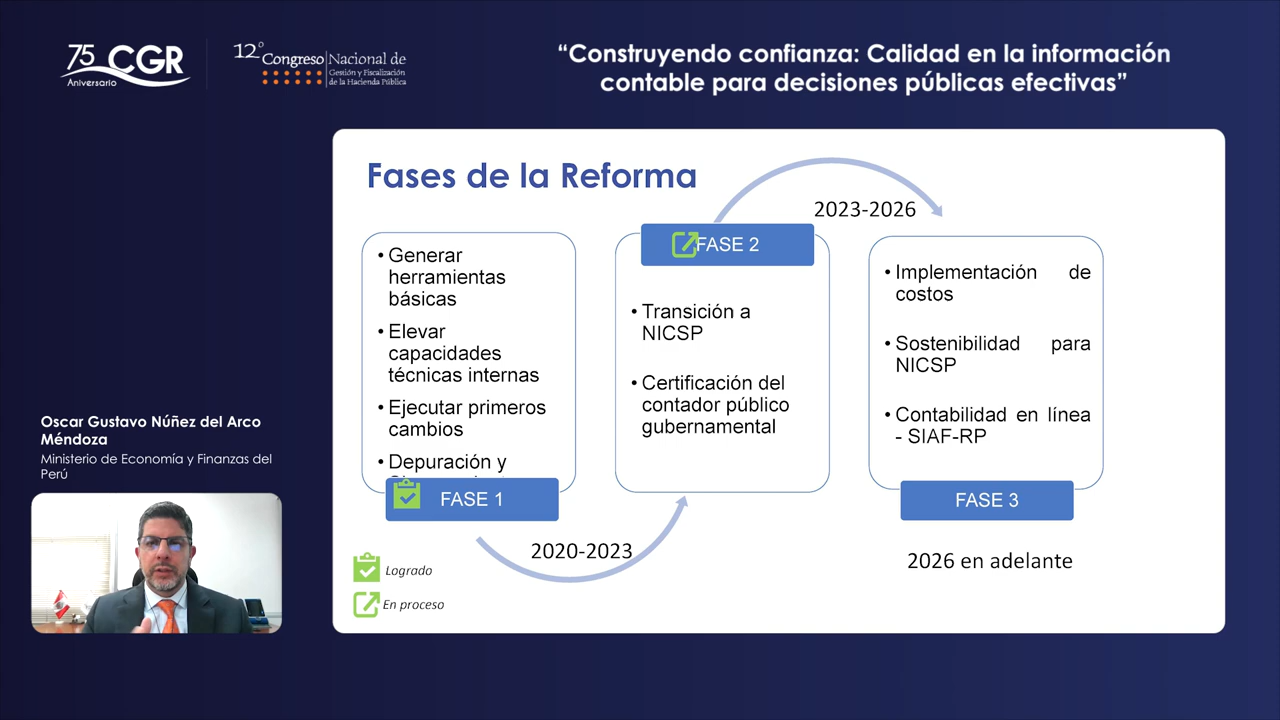 75 CGR
Aniversario
12° Congreso Nacional de
Gestión y Fiscalización
de la Hacienda Pública
“Construyendo confianza: Calidad en la información
contable para decisiones públicas efectivas”
Fases de la Reforma
• Generar
herramientas
básicas
• Elevar
capacidades
técnicas internas
• Ejecutar primeros
cambios
• Depuración y
FASE 1
2020-2023
FASE 2
• Transición a
NICSP
• Certificación del
contador público
gubernamental
2023-2026
• Implementación de
costos
• Sostenibilidad para
NICSP
• Contabilidad en línea
- SIAF-RP
FASE 3
2026 en adelante
Logrado
En proceso
Oscar Gustavo Núñez del Arco
Méndoza
Ministerio de Economía y Finanzas del
Perú